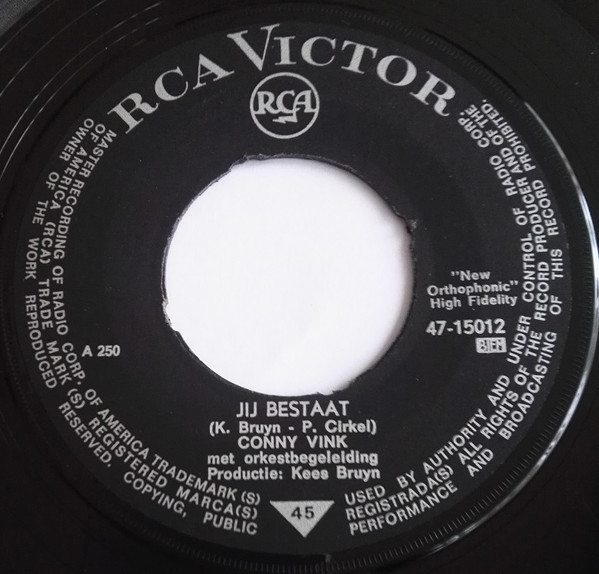 RCA VICTOR
RCA
"New
Orthophonic"
High Fidelity
47-15012
BIEM
A 250
JIJ BESTAAT
(K. Bruyn - P. Cirkel)
CONNY VINK
met orkestbegeleiding
Productie: Kees Bruyn
45
MASTER RECORDING OF RADIO CORP. OF AMERICA TRADEMARK (S)
OF AMERICA (RCA) TRADE MARK (S) REGISTERED MARCA(S)
OWNER OF THE WORK REPRODUCED RESERVED. COPYING, PUBLIC
USED BY AUTHORITY AND UNDER CONTROL OF RADIO CORP.
REGISTRADA(S) ALL RIGHTS OF THE RECORD PRODUCER AND OF THE
PERFORMANCE AND BROADCASTING OF THIS RECORD PROHIBITED.